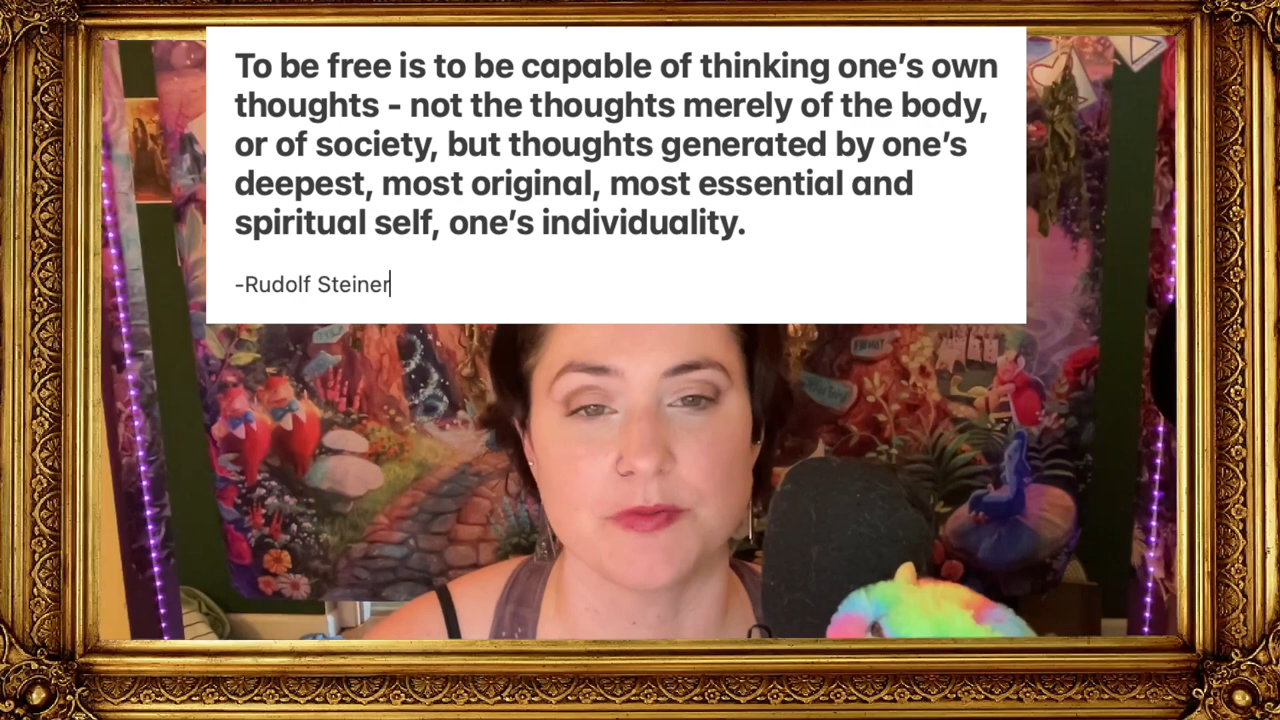 To be free is to be capable of thinking one’s own
thoughts - not the thoughts merely of the body,
or of society, but thoughts generated by one’s
deepest, most original, most essential and
spiritual self, one’s individuality.
-Rudolf Steiner